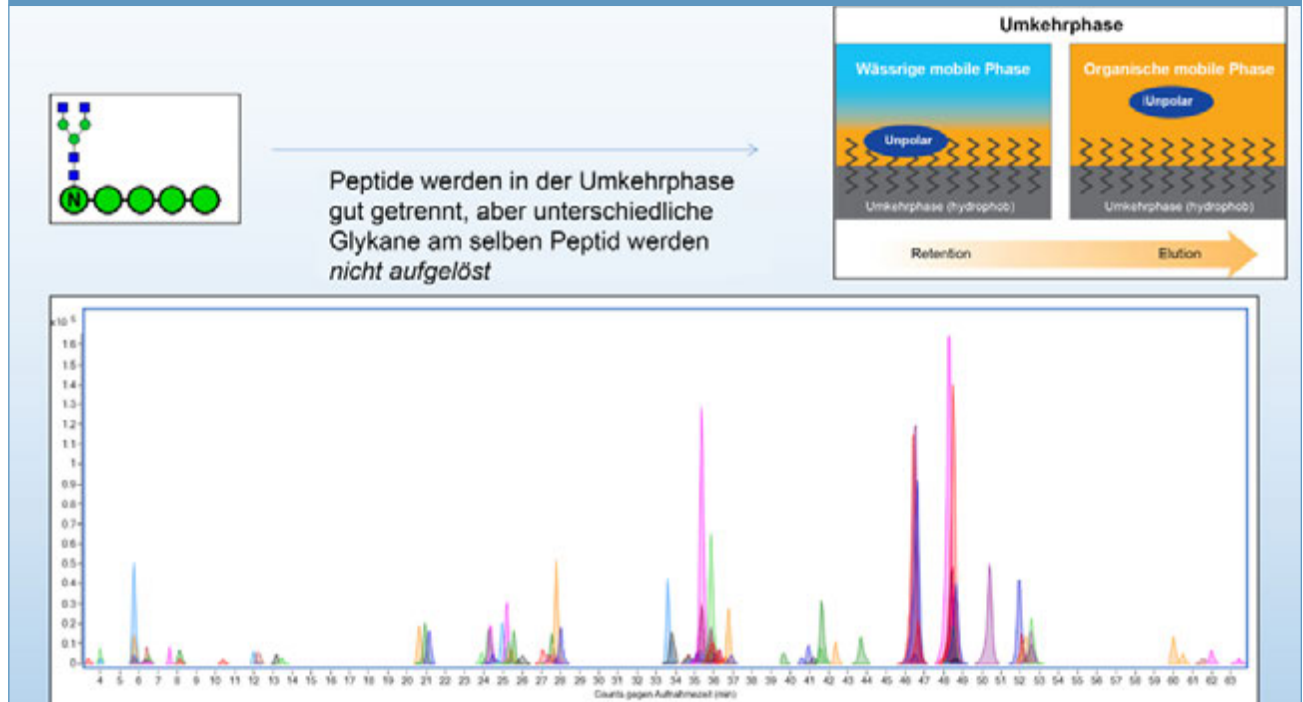 Umkehrphase
Wässrige mobile Phase
Organische mobile Phase
Unpolar
Unpolar
Umkehrphase (hydrophob)
Umkehrphase (hydrophob)
Retention
Elution
N
Peptide werden in der Umkehrphase
gut getrennt, aber unterschiedliche
Glykane am selben Peptid werden
nicht aufgelöst
x10
1.6
1.5
1.4
1.3
1.2
1.1
1
0.9
0.8
0.7
0.6
0.5
0.4
0.3
0.2
0.1
0
4 5 6 7 8 9 10 11 12 13 14 15 16 17 18 19 20 21 22 23 24 25 26 27 28 29 30 31 32 33 34 35 36 37 38 39 40 41 42 43 44 45 46 47 48 49 50 51 52 53 54 55 56 57 58 59 60 61 62 63
Counts gegen Aufnahmezeit (min)